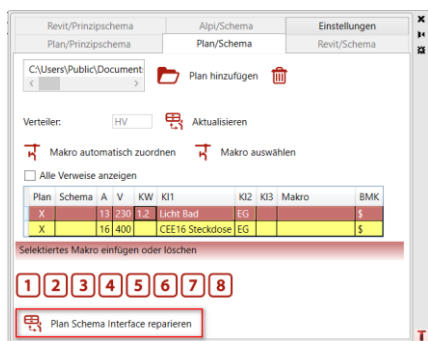 Revit/Prinzipschema Alpi/Schema Einstellungen
Plan/Prinzipschema Plan/Schema Revit/Schema
C:\Users\Public\Document:
Plan hinzufügen
Verteiler: HV Aktualisieren
Makro automatisch zuordnen Makro auswählen
Alle Verweise anzeigen
Plan Schema A V KW KI1 KI2 KI3 Makro BMK
X 13 230 1.2 Licht Bad EG $
X 16 400 CEE16 Steckdose EG $
Selektiertes Makro einfügen oder löschen
1 2 3 4 5 6 7 8
Plan Schema Interface reparieren